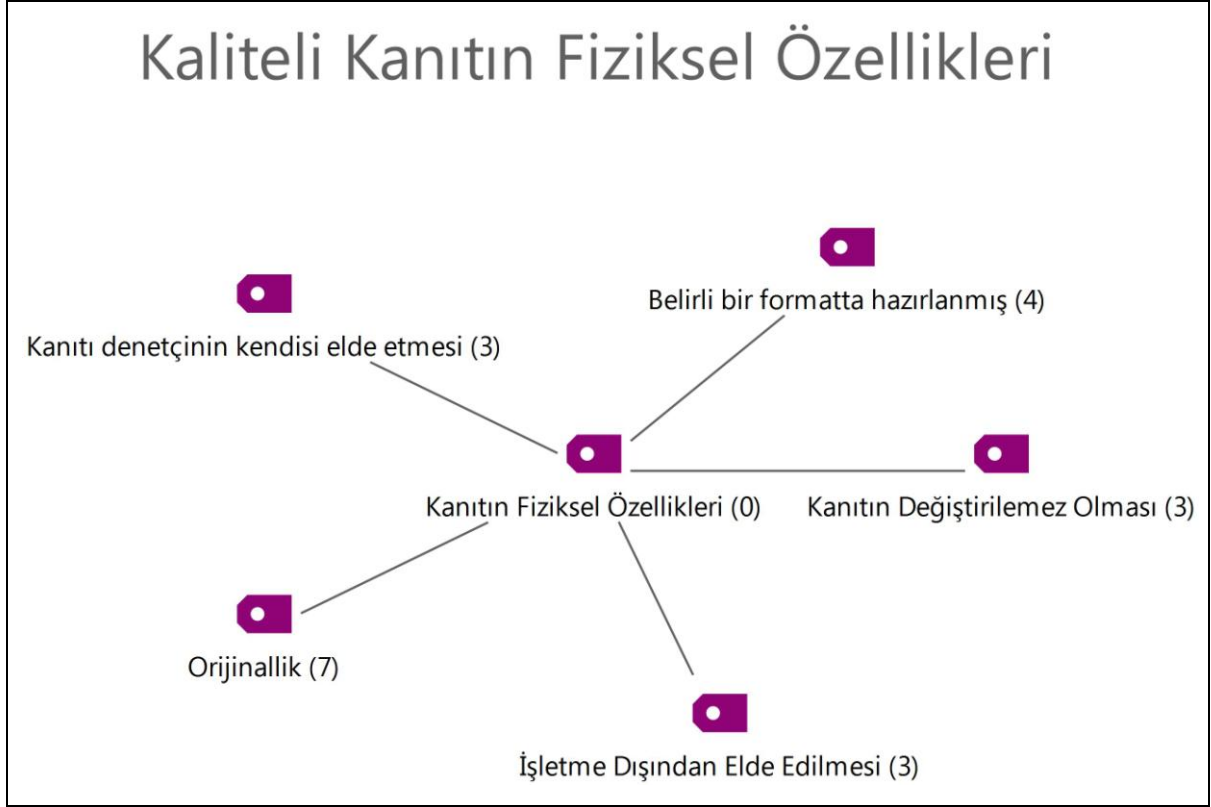 Kaliteli Kanıtın Fiziksel Özellikleri
Belirli bir formatta hazırlanmış (4)
Kanıtı denetçinin kendisi elde etmesi (3)
Kanıtın Fiziksel Özellikleri (0)
Kanıtın Değiştirilemez Olması (3)
Orijinallik (7)
İşletme Dışından Elde Edilmesi (3)